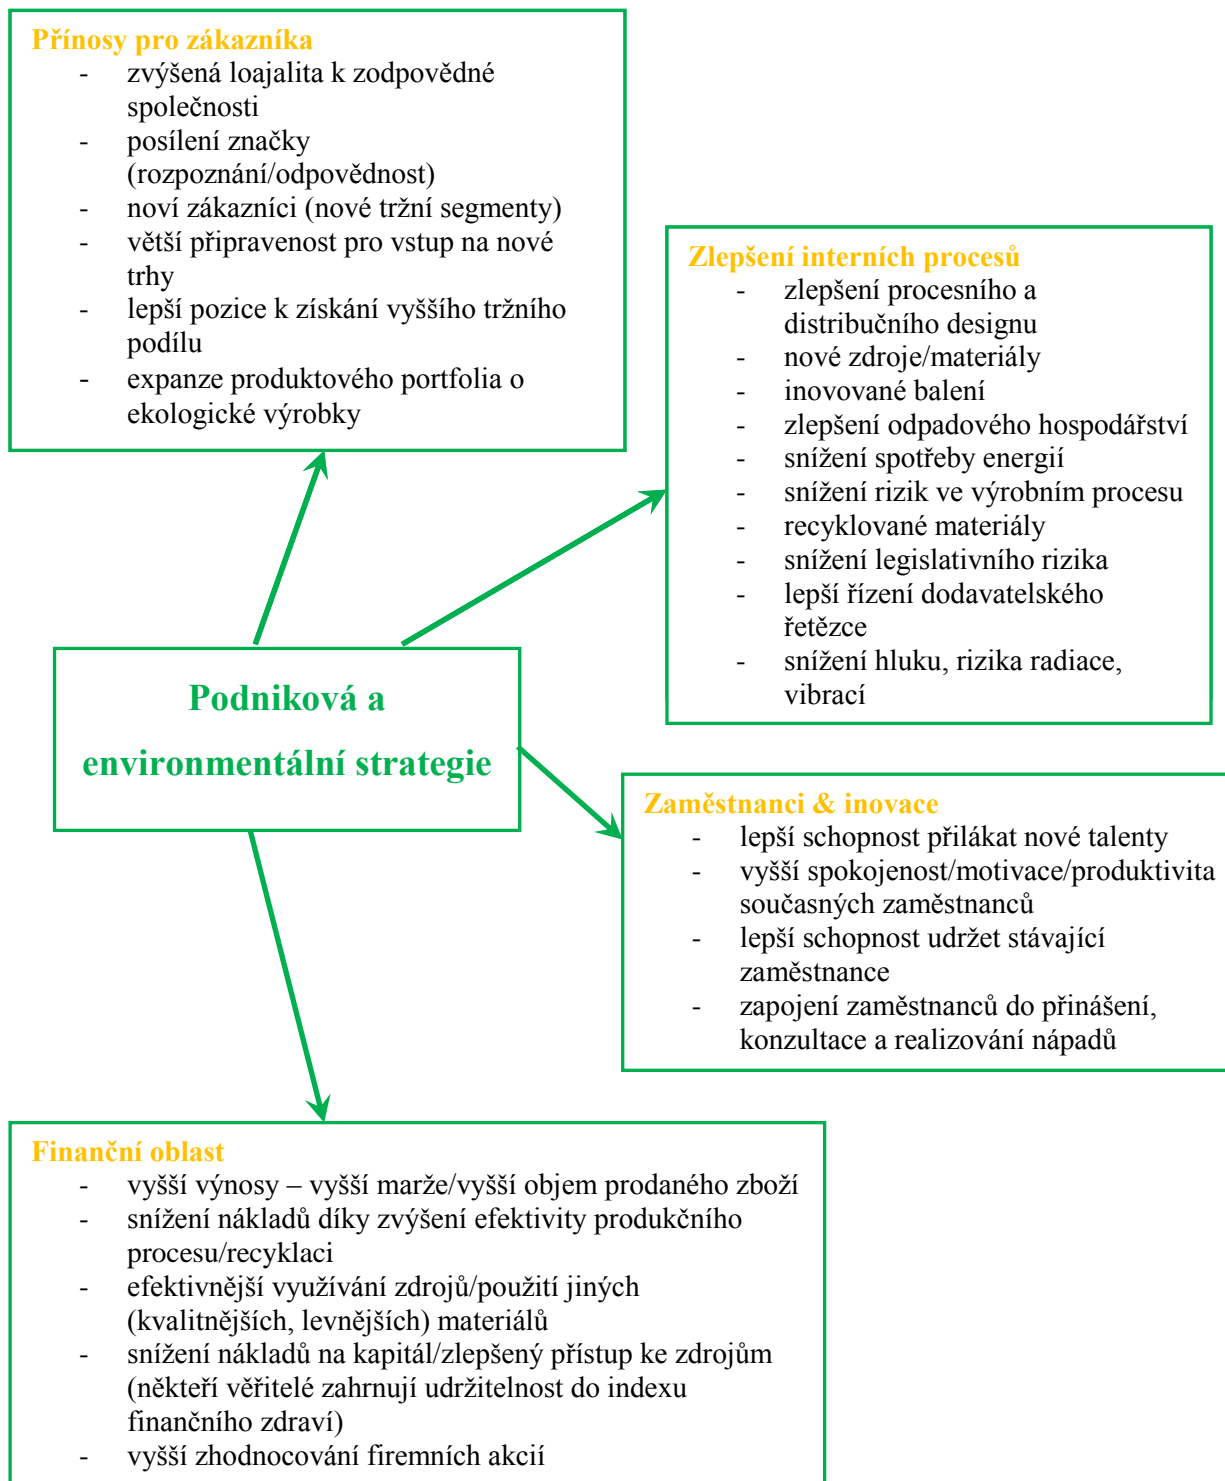 Přínosy pro zákazníka
- zvýšená loajalita k zodpovědné
společnosti
- posílení značky
(rozpoznání/odpovědnost)
- noví zákazníci (nové tržní segmenty)
- větší připravenost pro vstup na nové
trhy
- lepší pozice k získání vyššího tržního
podílu
- expanze produktového portfolia o
ekologické výrobky
Zlepšení interních procesů
- zlepšení procesního a
distribučního designu
- nové zdroje/materiály
- inovované balení
- zlepšení odpadového hospodářství
- snížení spotřeby energií
- snížení rizik ve výrobním procesu
- recyklované materiály
- snížení legislativního rizika
- lepší řízení dodavatelského
řetězce
- snížení hluku, rizika radiace,
vibrací
Podniková a
environmentální strategie
Zaměstnanci & inovace
- lepší schopnost přilákat nové talenty
- vyšší spokojenost/motivace/produktivita
současných zaměstnanců
- lepší schopnost udržet stávající
zaměstnance
- zapojení zaměstnanců do přinášení,
konzultace a realizování nápadů
Finanční oblast
- vyšší výnosy – vyšší marže/vyšší objem prodaného zboží
- snížení nákladů díky zvýšení efektivity produkčního
procesu/recyklaci
- efektivnější využívání zdrojů/použití jiných
(kvalitnějších, levnějších) materiálů
- snížení nákladů na kapitál/zlepšený přístup ke zdrojům
(někteří věřitelé zahrnují udržitelnost do indexu
finančního zdraví)
- vyšší zhodnocování firemních akcií